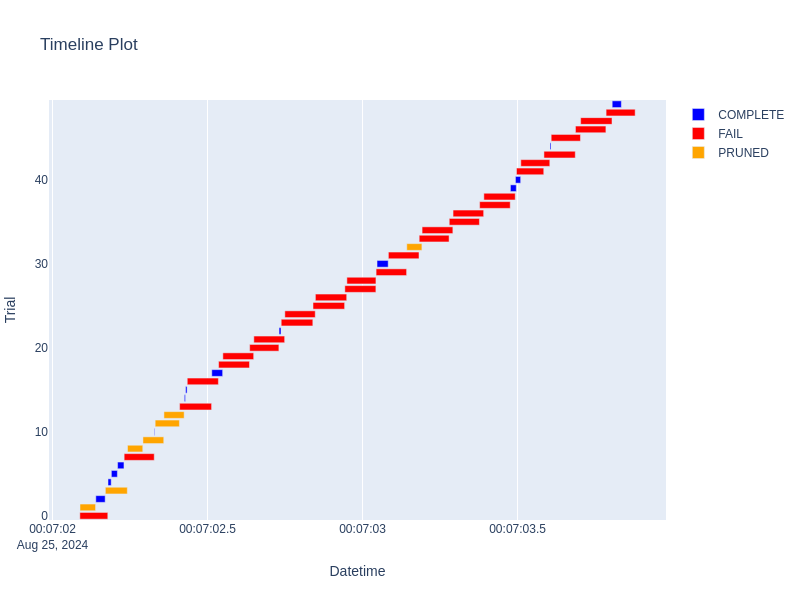 Timeline Plot
COMPLETE
FAIL
PRUNED
40
30
20
10
0
Trial
00:07:02
Aug 25, 2024
00:07:02.5
00:07:03
00:07:03.5
Datetime